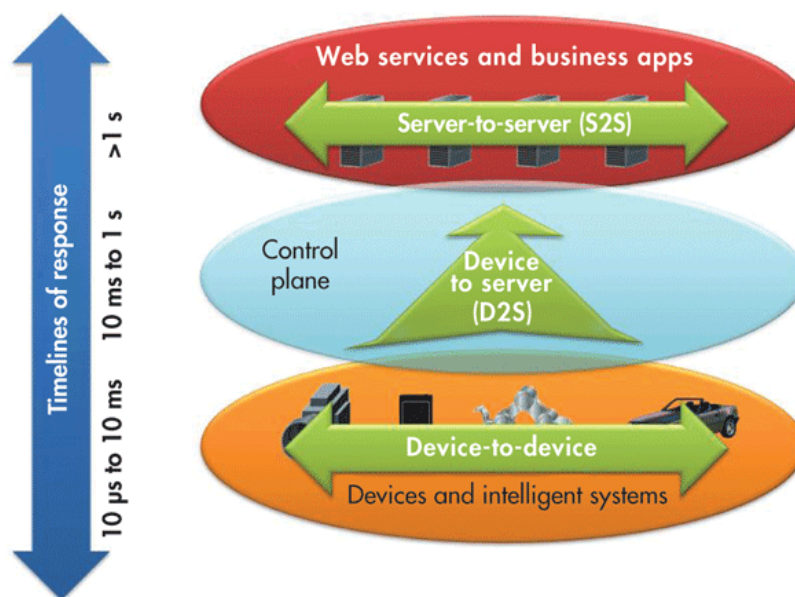 Timelines of response
>1 s
10 ms to 1 s
10 µs to 10 ms
Web services and business apps
Server-to-server (S2S)
Control
plane
Device
to server
(D2S)
Device-to-device
Devices and intelligent systems